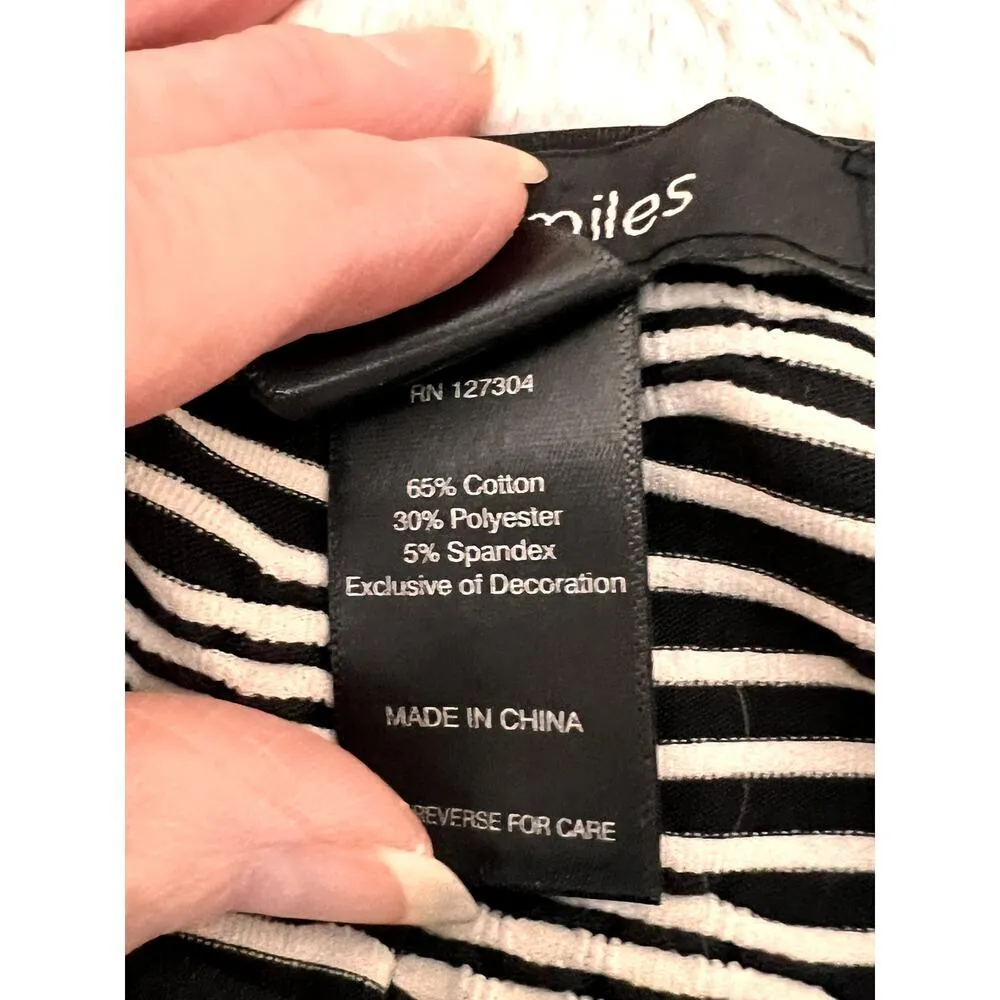 miles
RN 127304
65% Cotton
30% Polyester
5% Spandex
Exclusive of Decoration
MADE IN CHINA
REVERSE FOR CARE